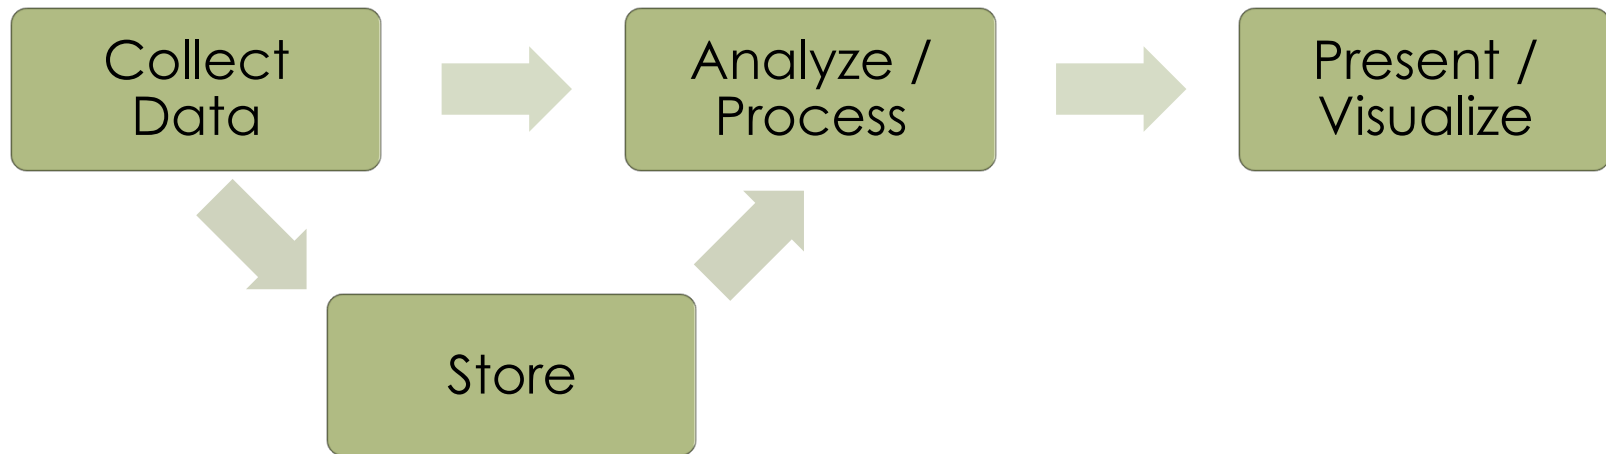 Collect
Data
Analyze /
Process
Present /
Visualize
Store